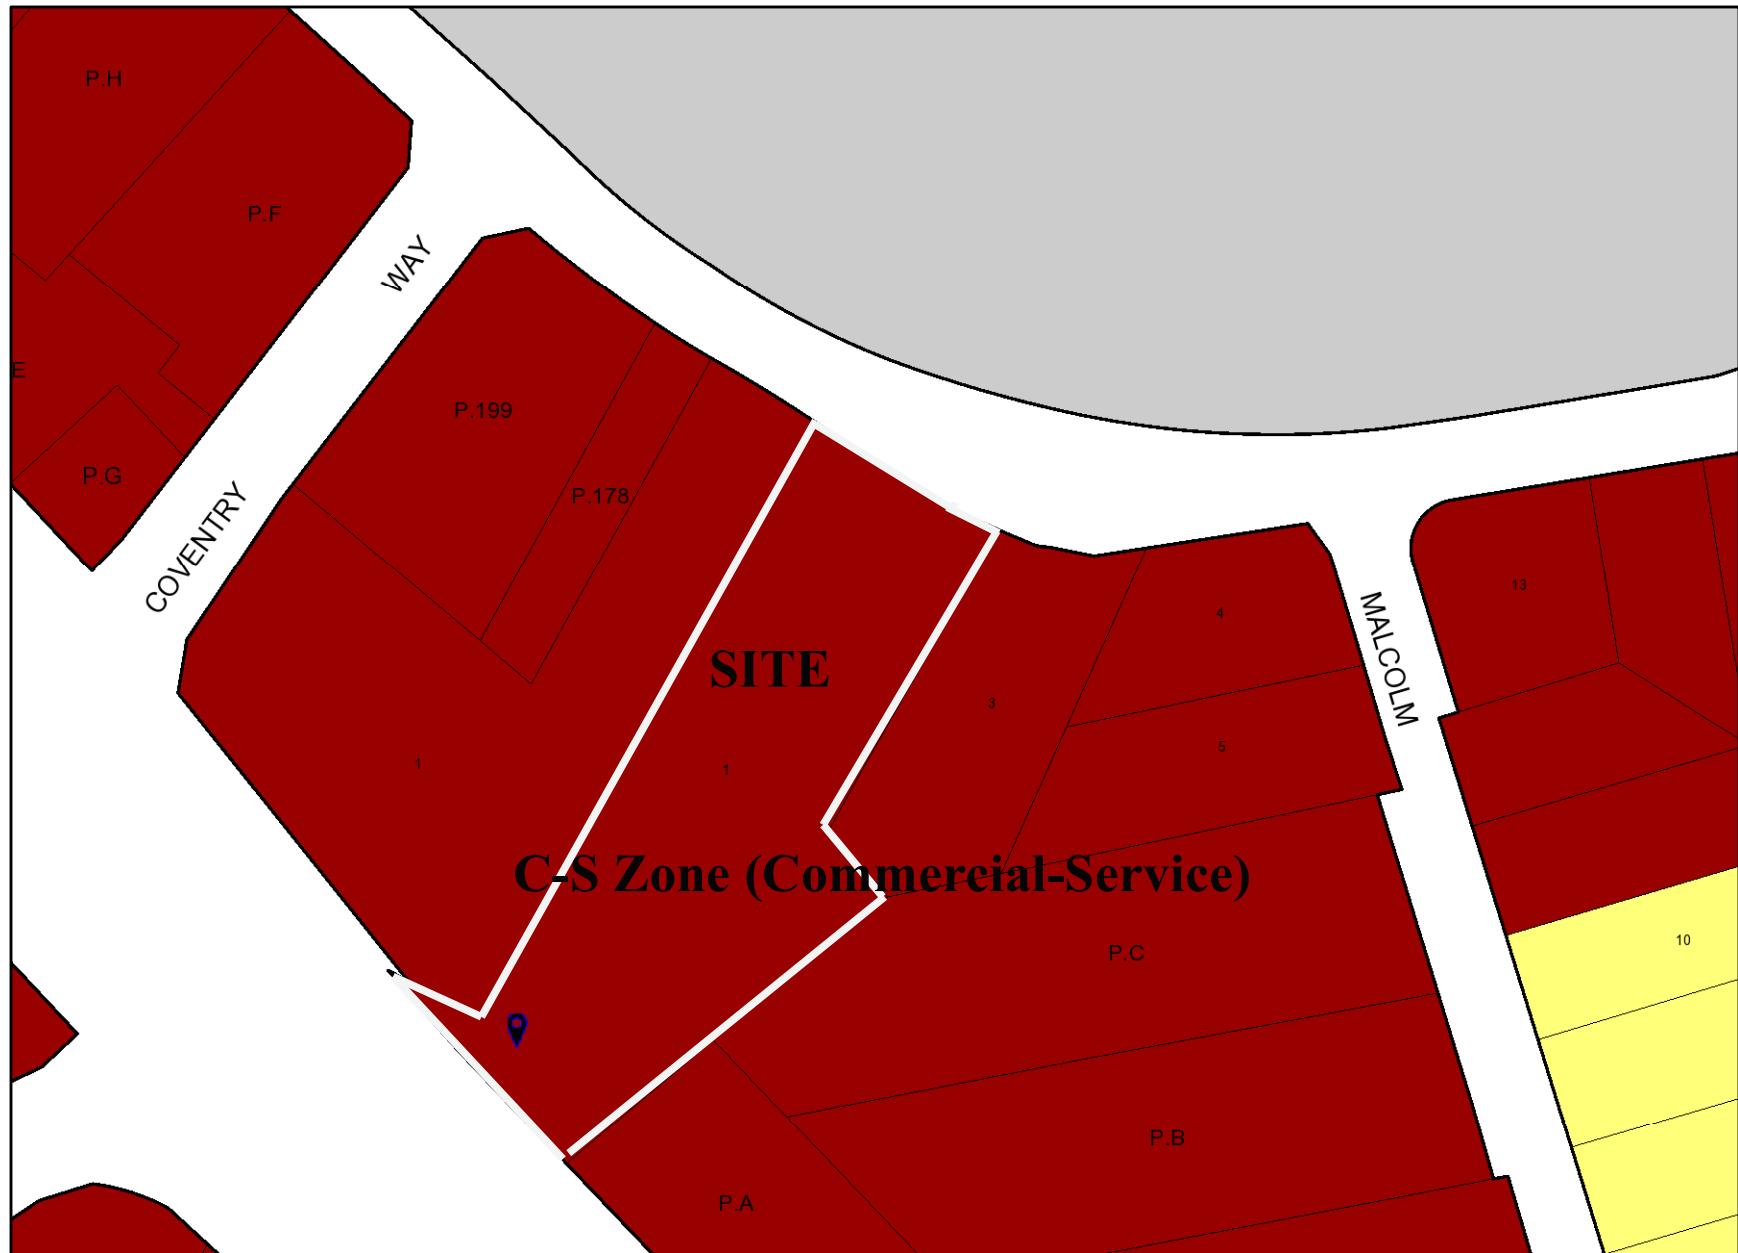 P.H
P.F
WAY
E
P.199
P.G
P.178
COVENTRY
13
4
MALCOLM
SITE
3
5
1
1
C-S Zone (Commercial-Service)
10
P.C
P.B
P.A